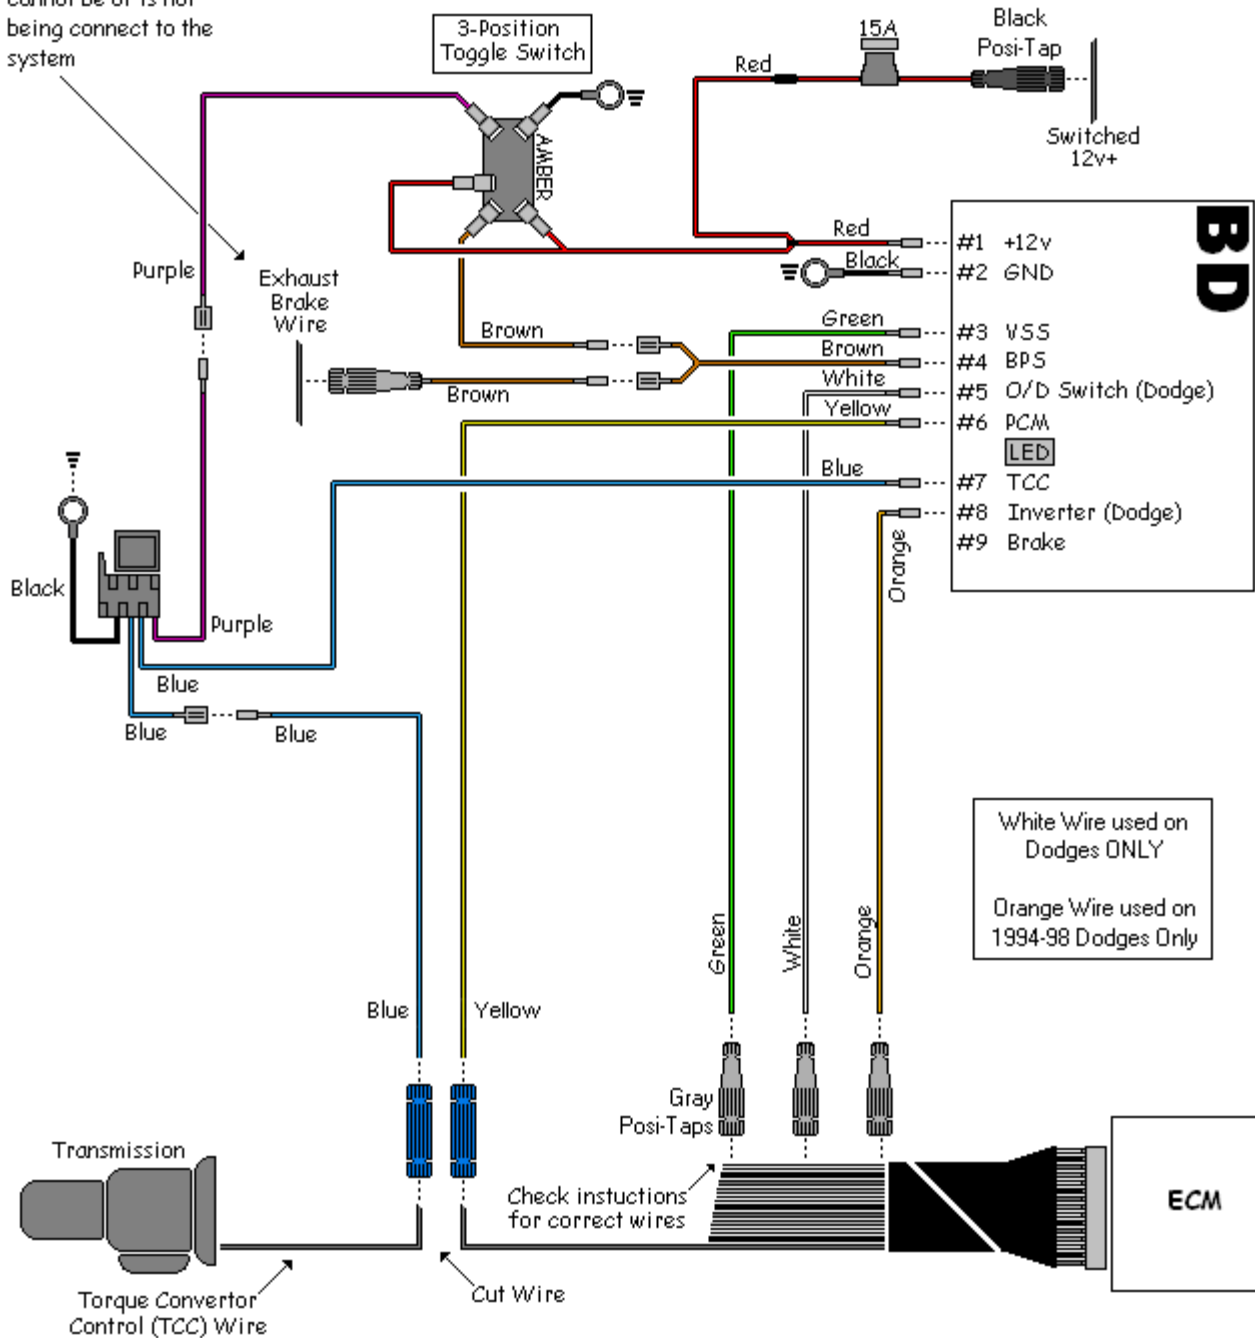 cannot be or is not
being connect to the
system
3-Position
Toggle Switch
AMBER
15A
Black
Posi-Tap
Red
Switched
12v+
BD
Red
Black
#1 +12v
#2 GND
Purple
Exhaust
Brake
Wire
Brown
Brown
Green
Brown
White
Yellow
Blue
#3 VSS
#4 BPS
#5 O/D Switch (Dodge)
#6 PCM
LED
#7 TCC
#8 Inverter (Dodge)
#9 Brake
Orange
Black
Purple
Blue
Blue
Blue
White Wire used on
Dodges ONLY
Orange Wire used on
1994-98 Dodges Only
Green
White
Orange
Blue
Yellow
Gray
Posi-Taps
Transmission
Check instuctions
for correct wires
ECM
Cut Wire
Torque Convertor
Control (TCC) Wire